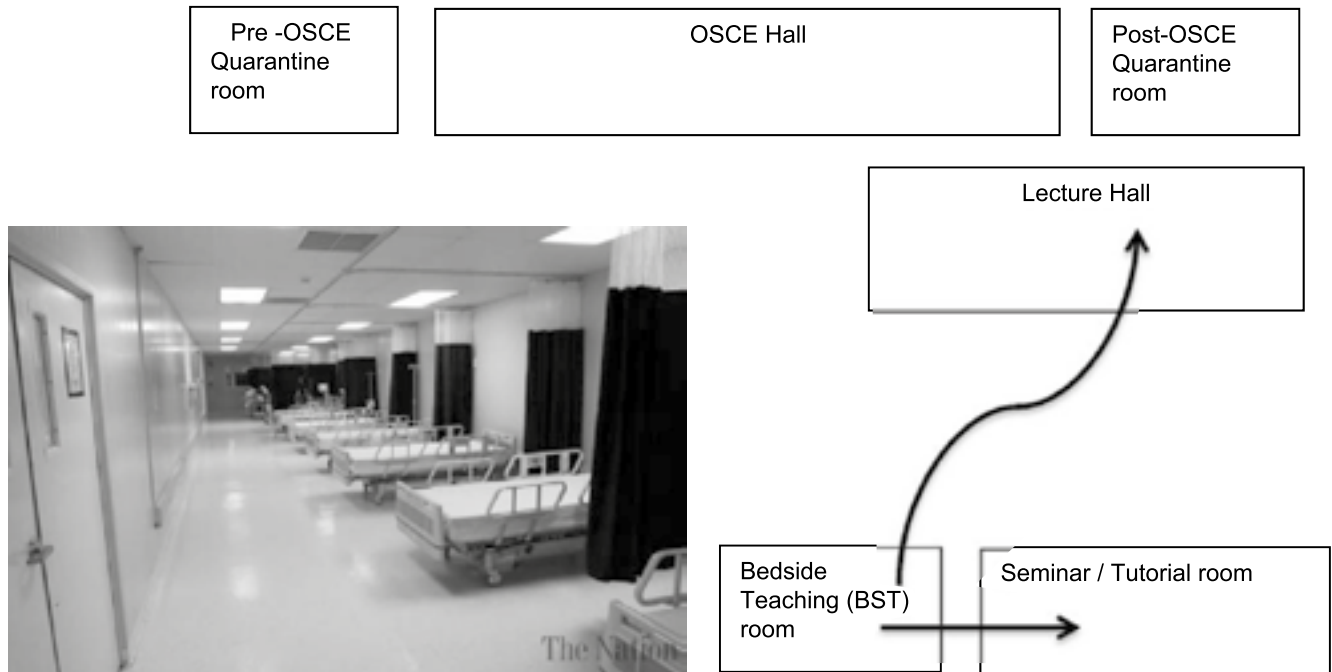 Pre -OSCE
Quarantine
room
OSCE Hall
Post-OSCE
Quarantine
room
Lecture Hall
The Nation
Bedside
Teaching (BST)
room
Seminar / Tutorial room